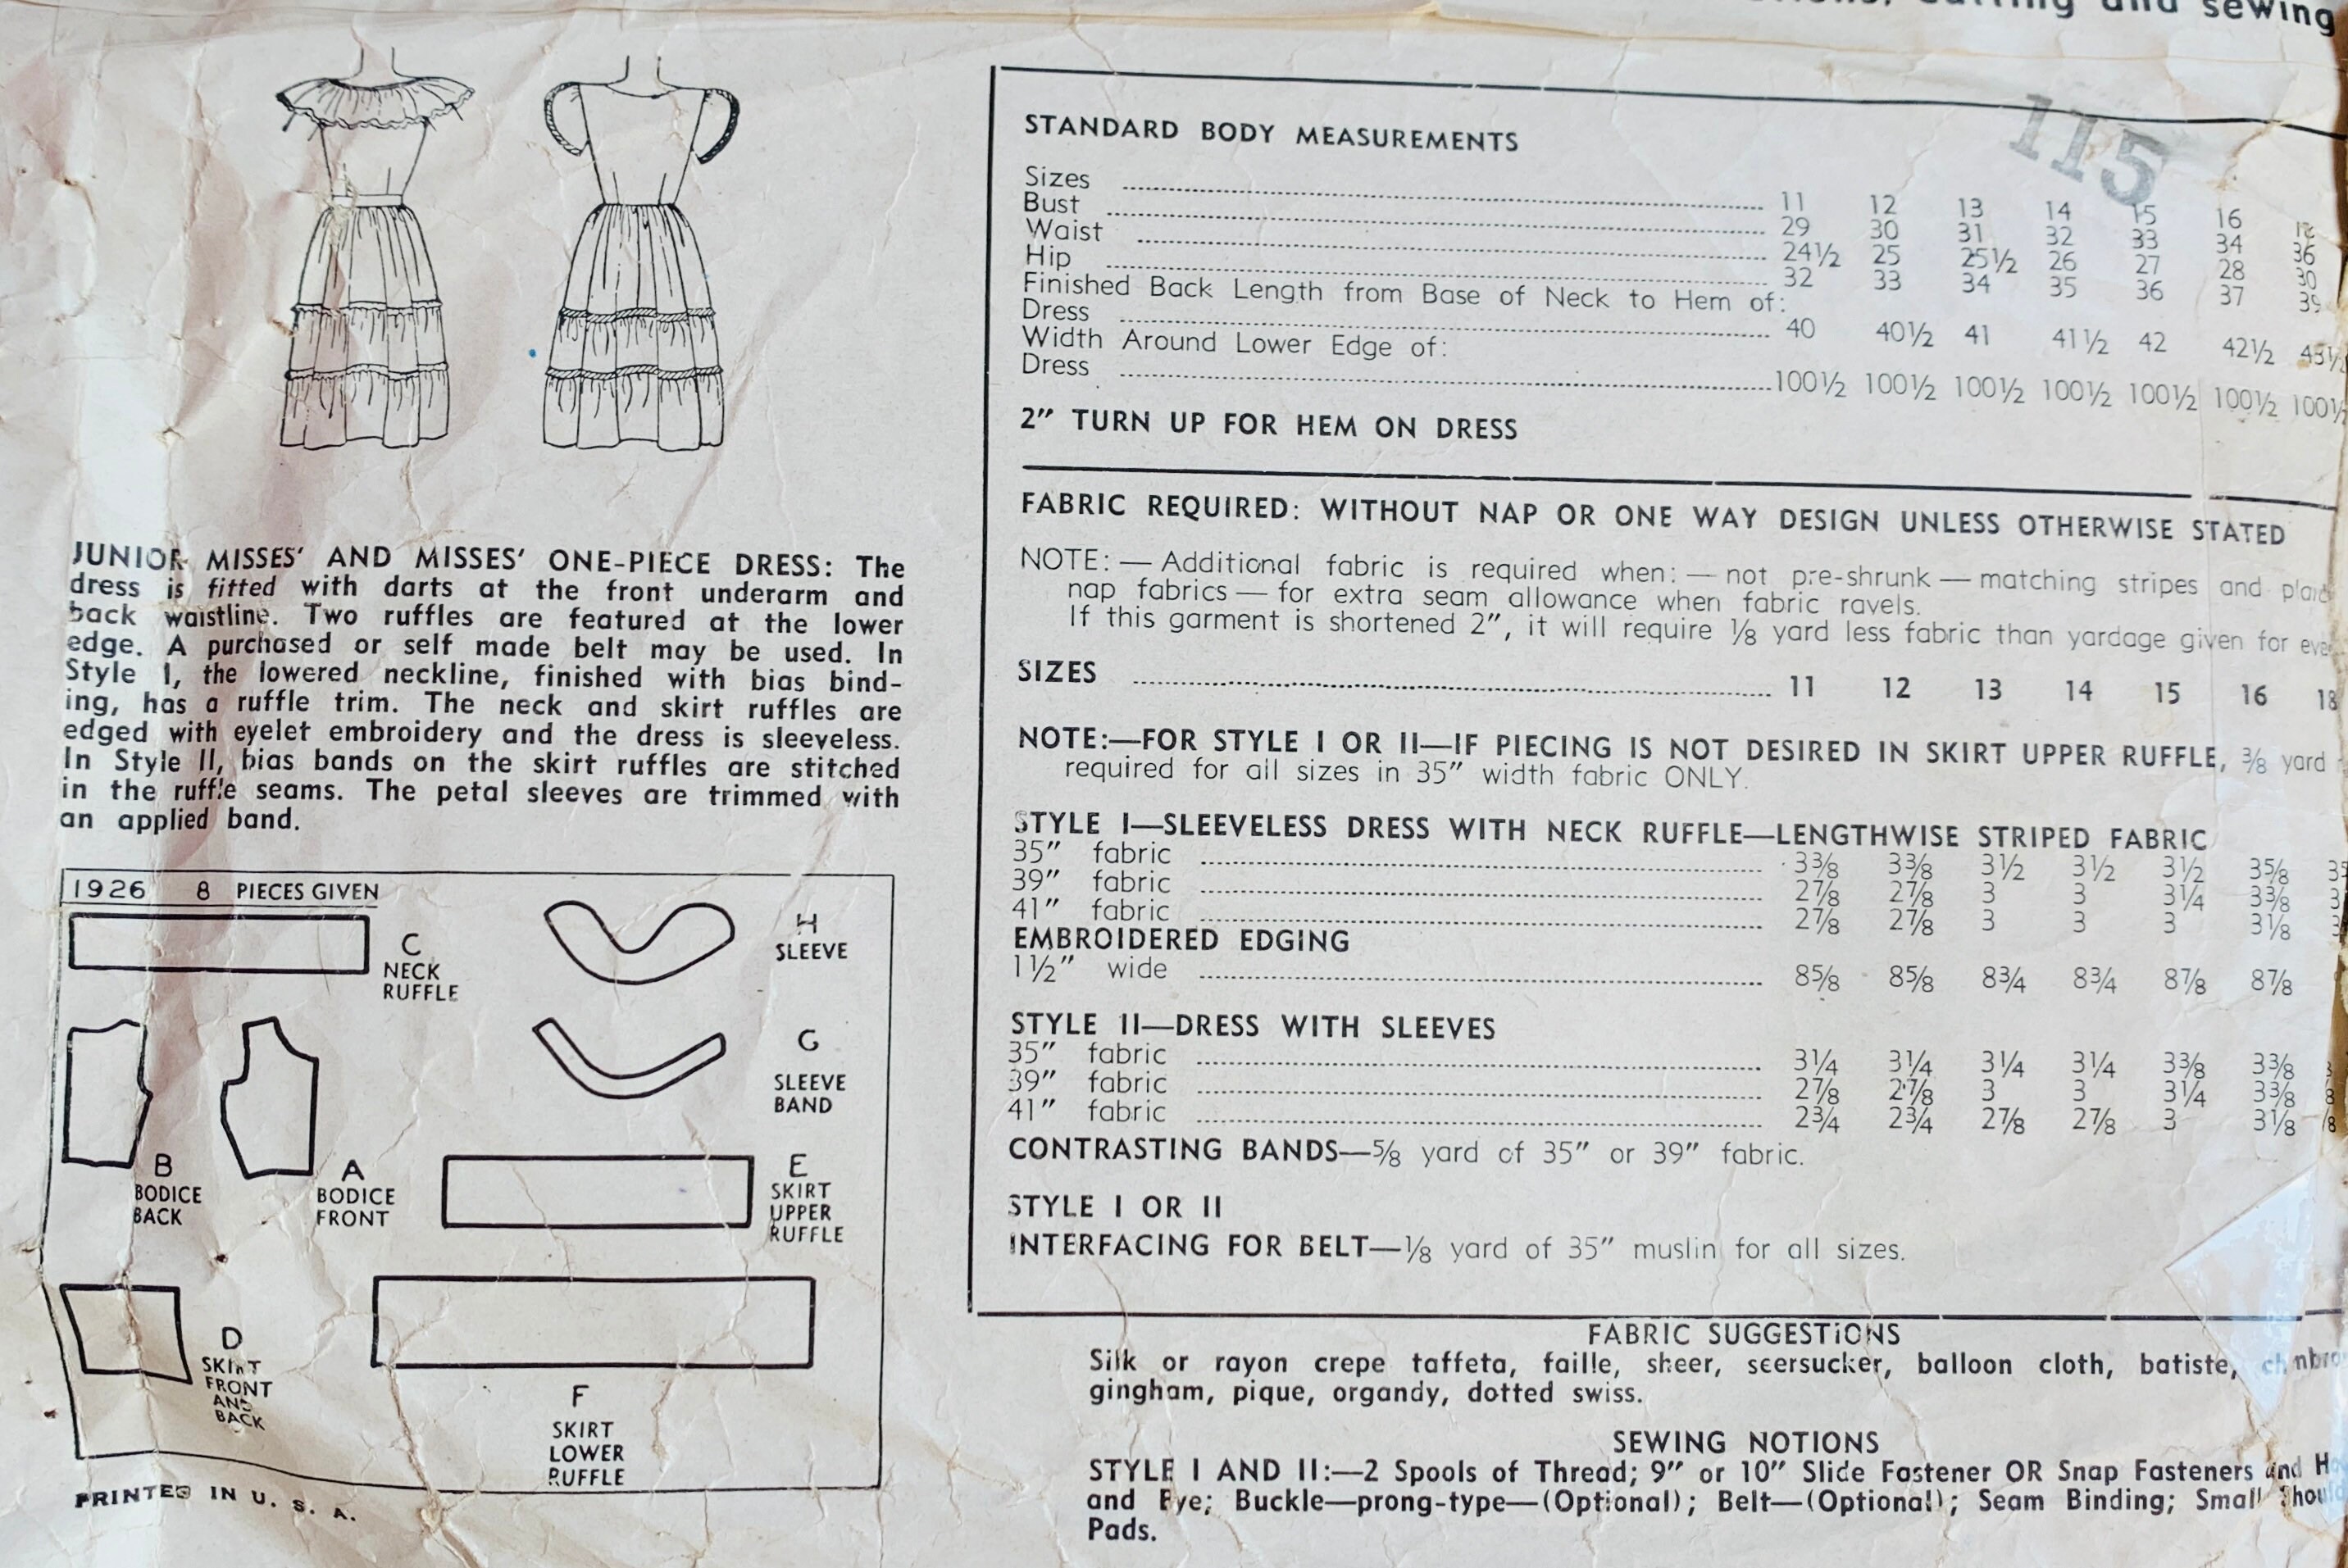 cutting and sewing
115
STANDARD BODY MEASUREMENTS
Sizes 11 12 13 14 15 16
Bust 29 30 31 32 33 34 36
Waist 24½ 25 25½ 26 27 28 30
Hip 32 33 34 35 36 37 39
Finished Back Length from Base of Neck to Hem of:
Dress 40 40½ 41 41½ 42 42½
Width Around Lower Edge of:
Dress 100½ 100½ 100½ 100½ 100½ 100½ 100½
2" TURN UP FOR HEM ON DRESS
FABRIC REQUIRED: WITHOUT NAP OR ONE WAY DESIGN UNLESS OTHERWISE STATED
NOTE: — Additional fabric is required when: — not pre-shrunk — matching stripes and
nap fabrics — for extra seam allowance when fabric ravels.
If this garment is shortened 2", it will require ⅛ yard less fabric than yardage given for
SIZES 11 12 13 14 15 16 18
NOTE:—FOR STYLE I OR II—IF PIECING IS NOT DESIRED IN SKIRT UPPER RUFFLE, ⅜ yard
required for all sizes in 35" width fabric ONLY.
STYLE I—SLEEVELESS DRESS WITH NECK RUFFLE—LENGTHWISE STRIPED FABRIC
35" fabric 3⅜ 3⅜ 3½ 3½ 3½ 3⅝
39" fabric 2⅞ 2⅞ 3 3 3¼ 3⅜
41" fabric 2⅞ 2⅞ 3 3 3 3⅛
EMBROIDERED EDGING
1½" wide 8⅝ 8⅝ 8¾ 8¾ 8⅞ 8⅞
STYLE II—DRESS WITH SLEEVES
35" fabric 3¼ 3¼ 3¼ 3¼ 3⅜ 3⅜
39" fabric 2⅞ 2⅞ 3 3 3¼ 3⅜
41" fabric 2¾ 2¾ 2⅞ 2⅞ 3 3⅛
CONTRASTING BANDS—⅝ yard of 35" or 39" fabric.
STYLE I OR II
INTERFACING FOR BELT—⅛ yard of 35" muslin for all sizes.
FABRIC SUGGESTIONS
Silk or rayon crepe taffeta, faille, sheer, seersucker, balloon cloth, batiste,
gingham, pique, organdy, dotted swiss.
SEWING NOTIONS
STYLE I AND II:—2 Spools of Thread; 9" or 10" Slide Fastener OR Snap Fasteners and
and Eye; Buckle—prong-type—(Optional); Belt—(Optional); Seam Binding; Small
Pads.
JUNIOR MISSES' AND MISSES' ONE-PIECE DRESS: The
dress is fitted with darts at the front underarm and
back waistline. Two ruffles are featured at the lower
edge. A purchased or self made belt may be used. In
Style I, the lowered neckline, finished with bias bind-
ing, has a ruffle trim. The neck and skirt ruffles are
edged with eyelet embroidery and the dress is sleeveless.
In Style II, bias bands on the skirt ruffles are stitched
in the ruffle seams. The petal sleeves are trimmed with
an applied band.
1926 8 PIECES GIVEN
C
NECK
RUFFLE
H
SLEEVE
G
SLEEVE
BAND
B
BODICE
BACK
A
BODICE
FRONT
E
SKIRT
UPPER
RUFFLE
D
SKIRT
FRONT
AND
BACK
F
SKIRT
LOWER
RUFFLE
PRINTED IN U. S. A.